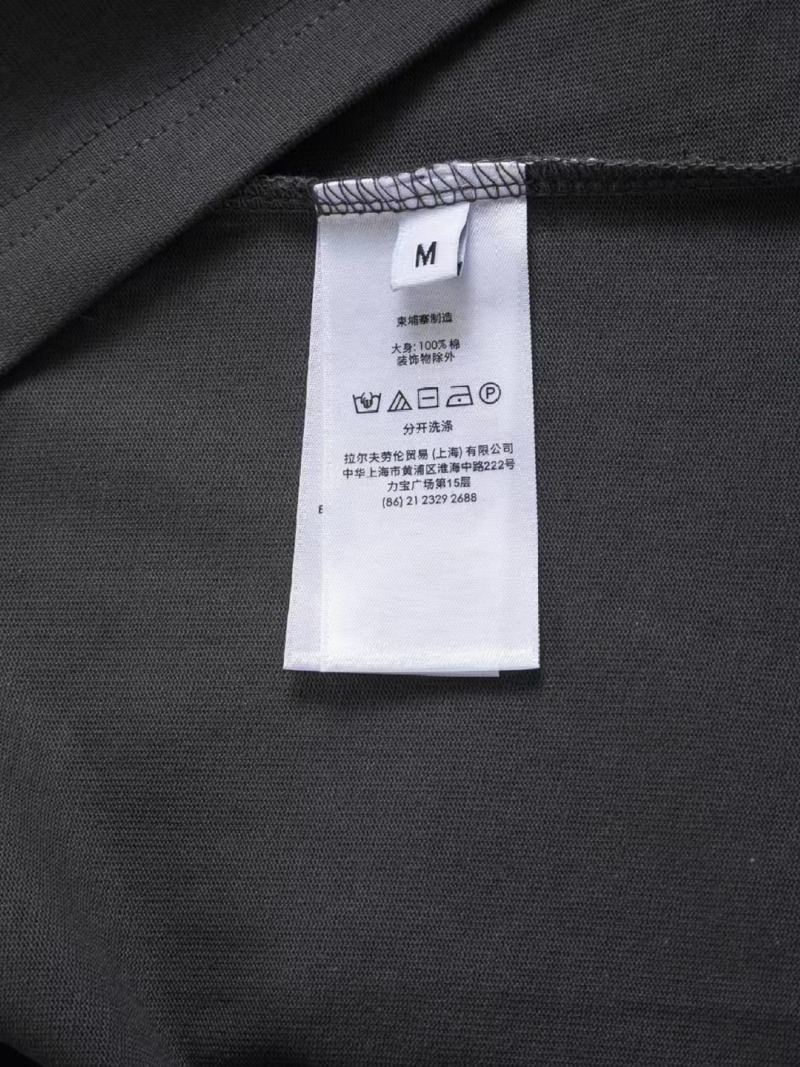 M
柬埔寨制造
大身: 100% 棉
装饰物除外
P
分开洗涤
拉尔夫劳伦贸易 (上海) 有限公司
中华上海市黄浦区淮海中路222号
力宝广场第15层
(86) 21 2329 2688
E